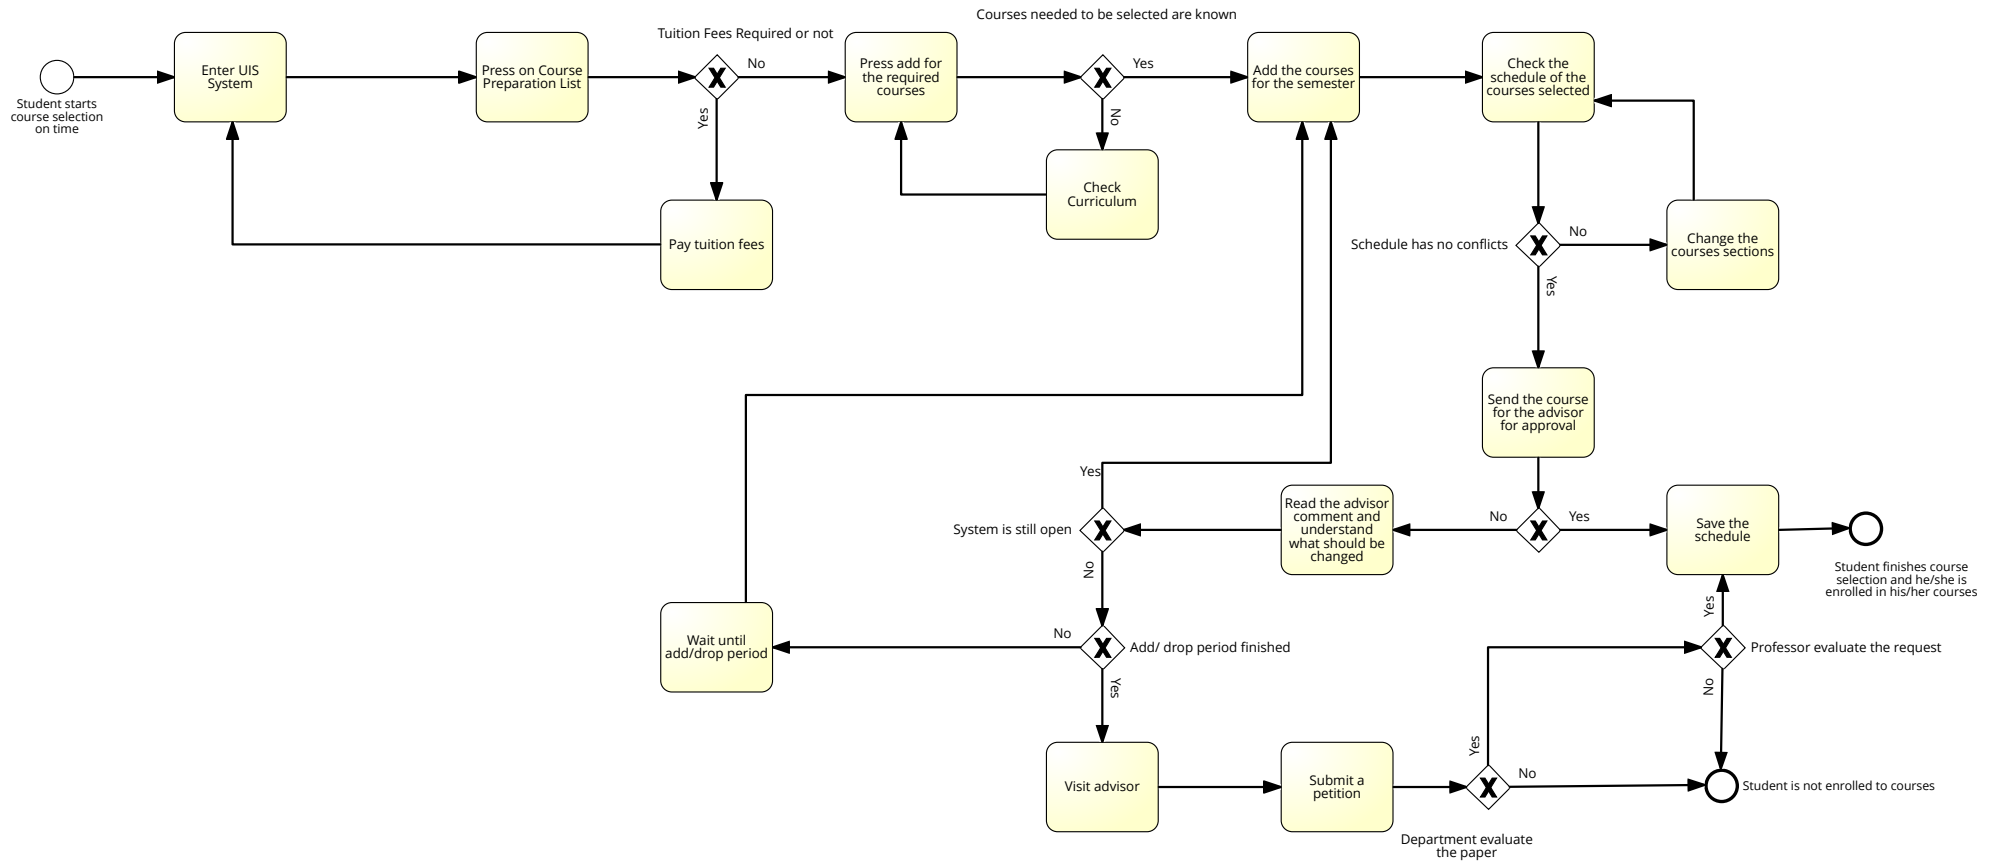 Courses needed to be selected are known
Tuition Fees Required or not
Student starts
course selection
on time
Enter UIS
System
Press on Course
Preparation List
No
Yes
Press add for
the required
courses
Yes
No
Add the courses
for the semester
Check the
schedule of the
courses selected
Check
Curriculum
Pay tuition fees
Schedule has no conflicts
No
Yes
Change the
courses sections
Send the course
for the advisor
for approval
Yes
System is still open
No
Read the advisor
comment and
understand
what should be
changed
No
Yes
Save the
schedule
Student finishes course
selection and he/she is
enrolled in his/her courses
Wait until
add/drop period
No
Add/ drop period finished
Yes
Yes
Professor evaluate the request
No
Visit advisor
Submit a
petition
Yes
No
Student is not enrolled to courses
Department evaluate
the paper